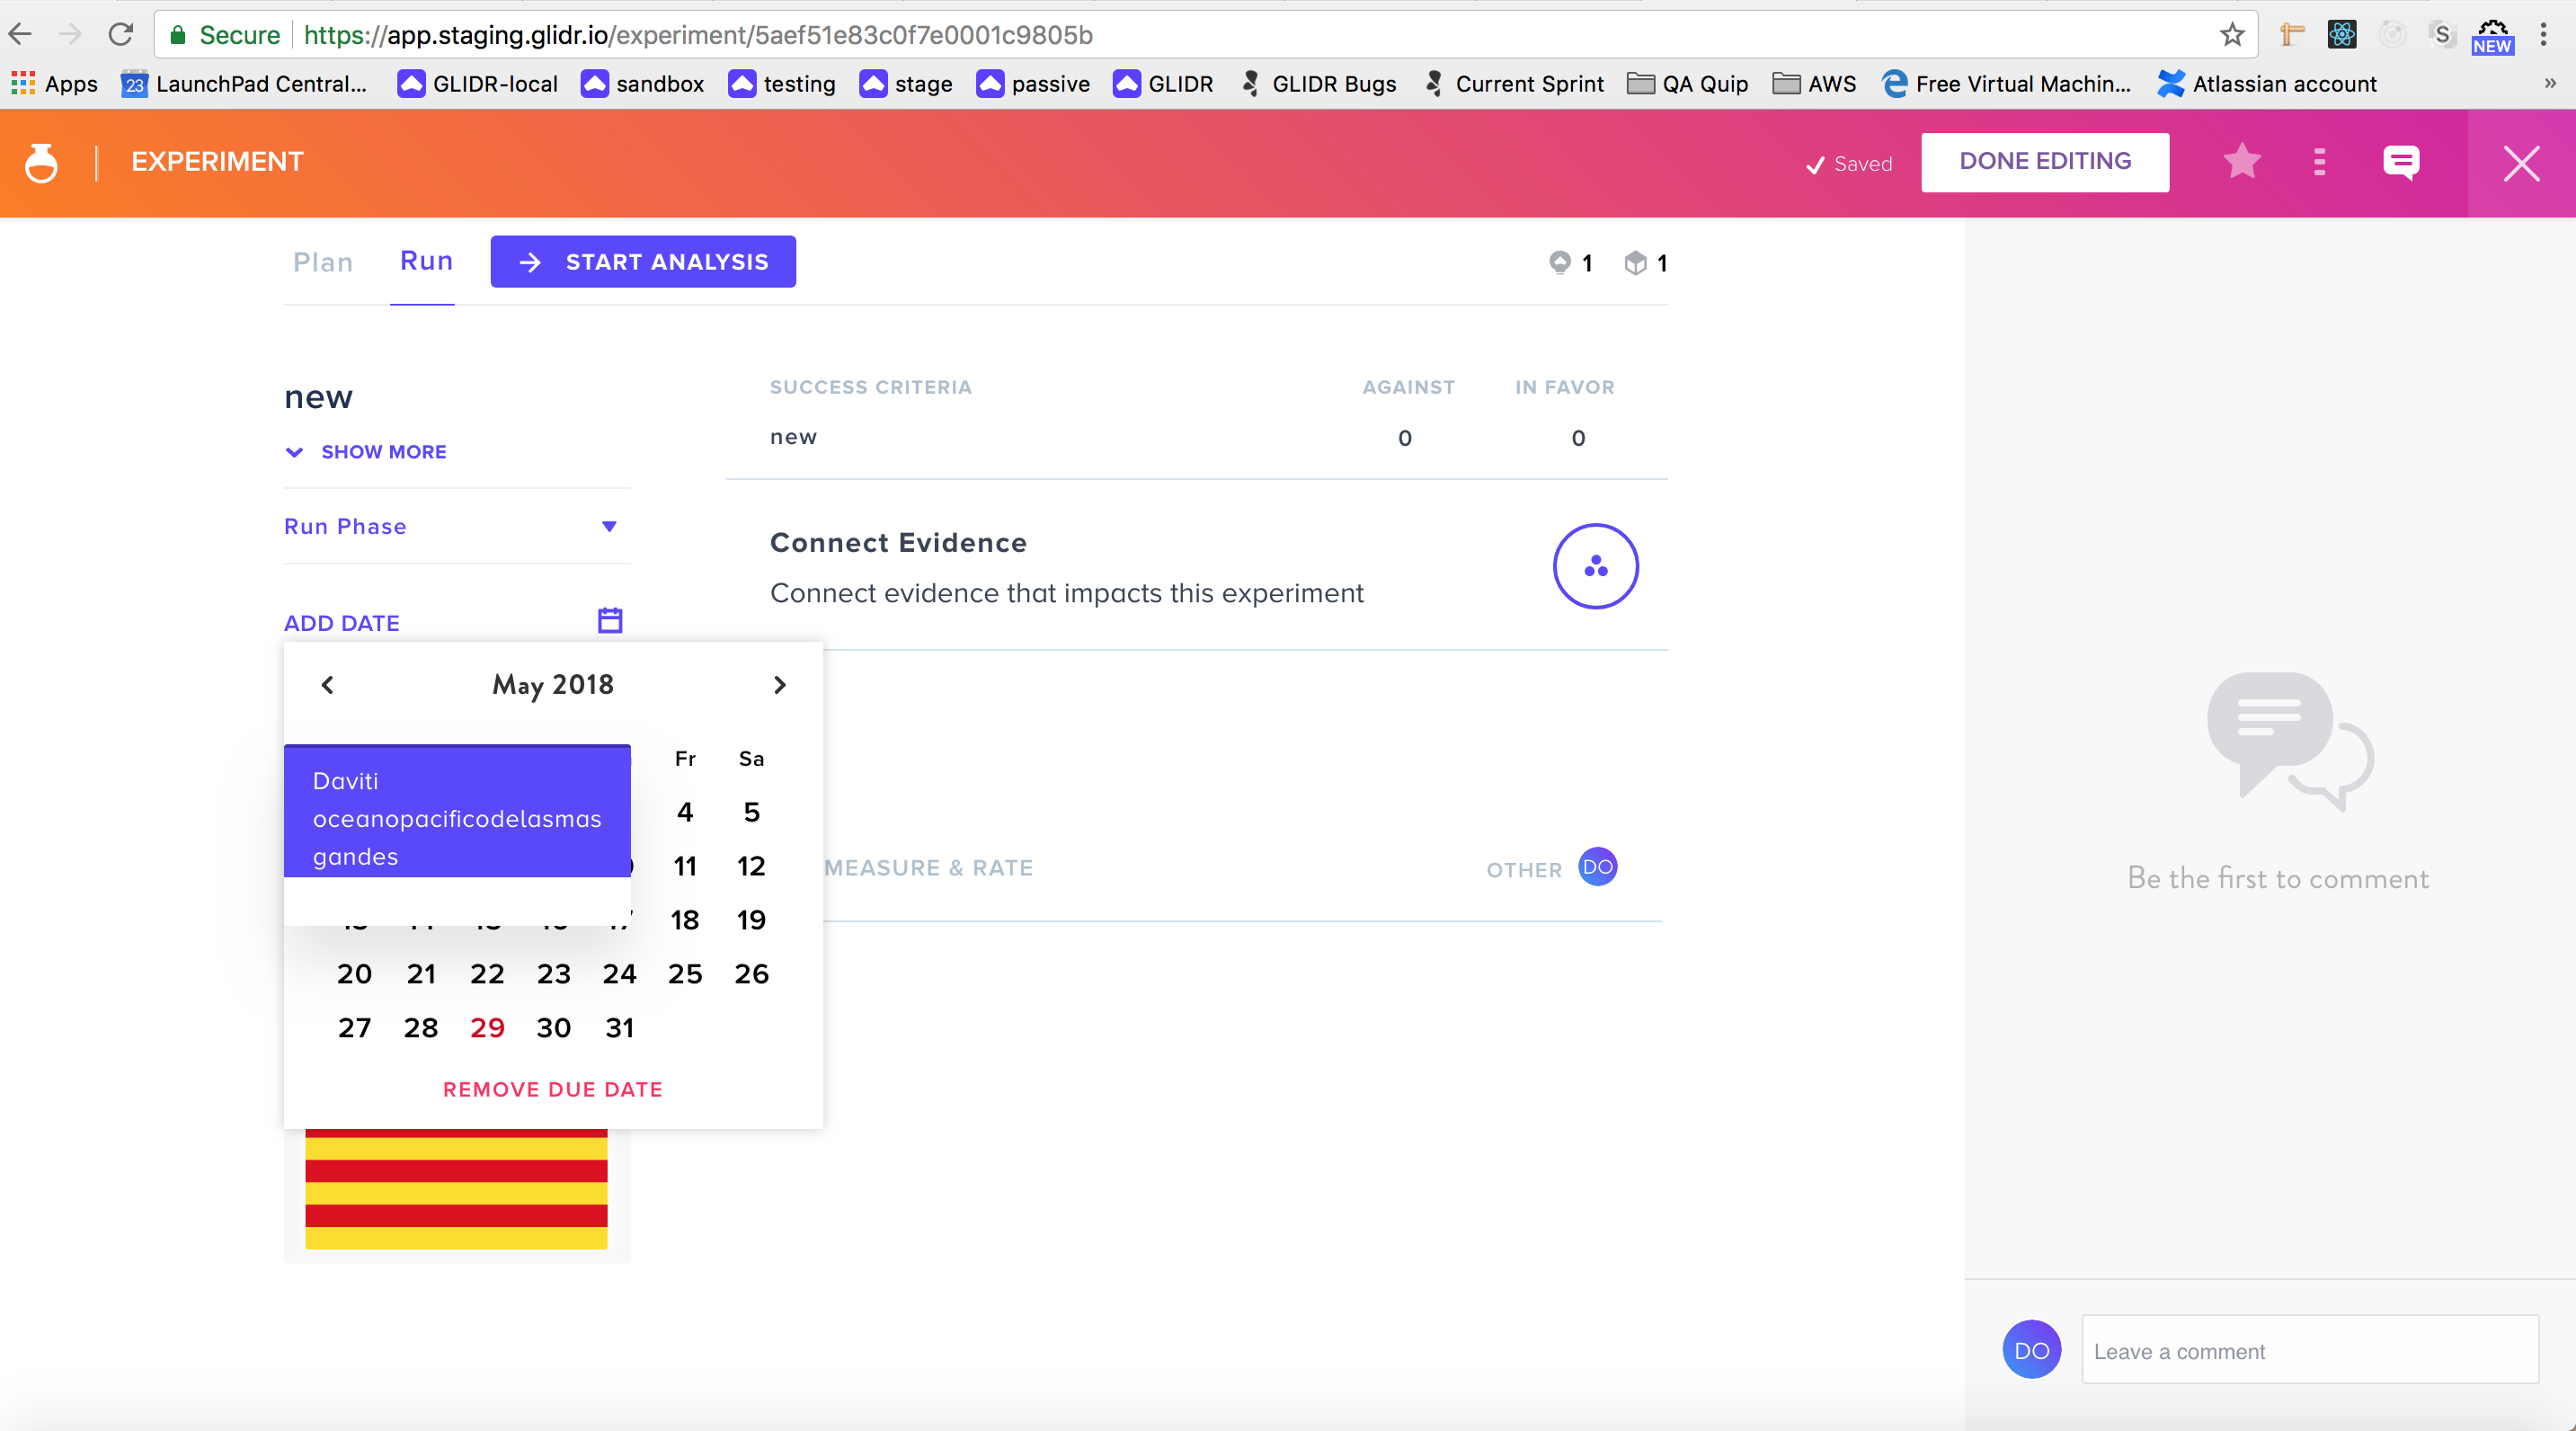 Secure https://app.staging.glidr.io/experiment/5aef51e83c0f7e0001c9805b
NEW
Apps 23 LaunchPad Central... GLIDR-local sandbox testing stage passive GLIDR GLIDR Bugs Current Sprint QA Quip AWS Free Virtual Machin... Atlassian account »
EXPERIMENT Saved DONE EDITING
Plan Run START ANALYSIS 1 1
new
SHOW MORE
Run Phase
ADD DATE
SUCCESS CRITERIA AGAINST IN FAVOR
new 0 0
Connect Evidence
Connect evidence that impacts this experiment
May 2018
Fr Sa
Daviti
oceanopacificodelasmas
gandes
4 5
11 12
18 19
20 21 22 23 24 25 26
27 28 29 30 31
REMOVE DUE DATE
MEASURE & RATE OTHER DO
Be the first to comment
DO Leave a comment